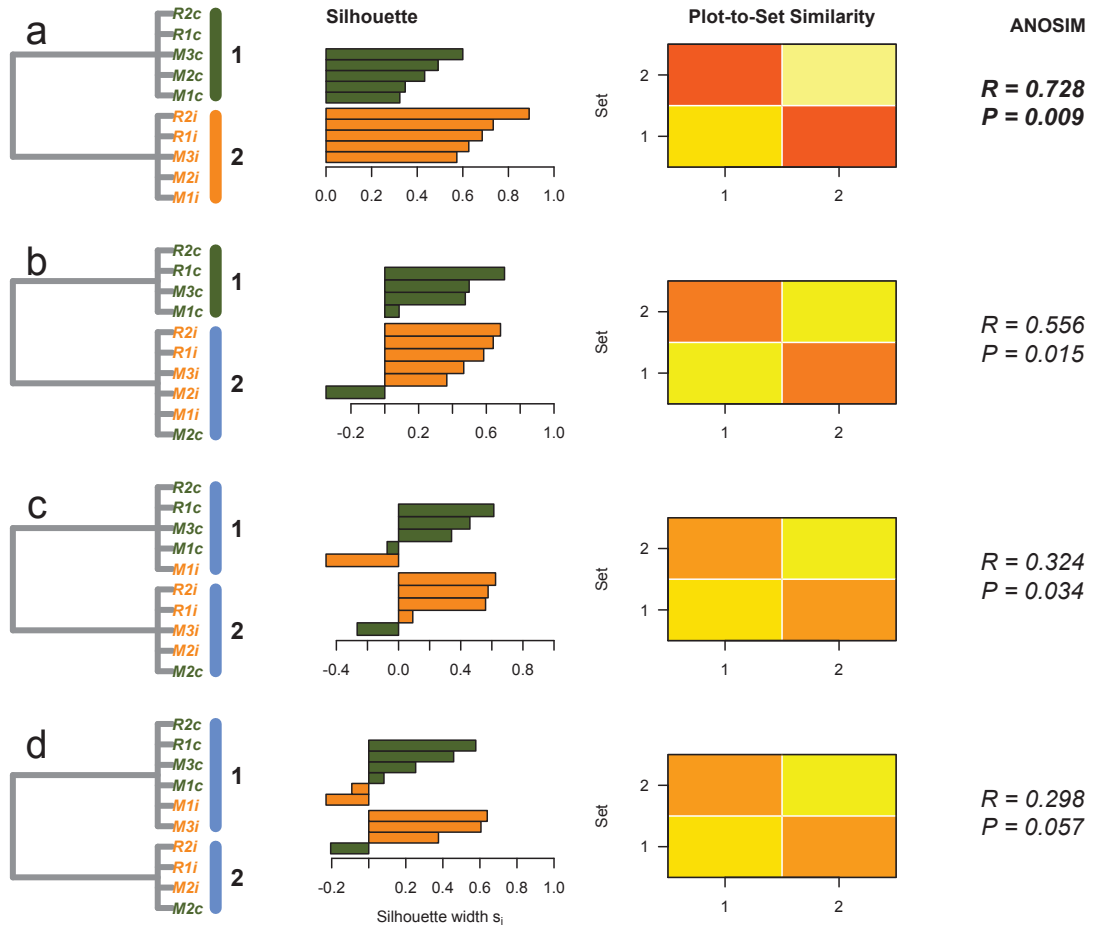 Silhouette
Plot-to-Set Similarity
ANOSIM
a
R2c
R1c
M3c
M2c
M1c
1
R2i
R1i
M3i
M2i
M1i
2
0.0 0.2 0.4 0.6 0.8 1.0
Set
2
1
1 2
R = 0.728
P = 0.009
b
R2c
R1c
M3c
M1c
1
R2i
R1i
M3i
M2i
M1i
M2c
2
-0.2 0.2 0.6 1.0
Set
2
1
1 2
R = 0.556
P = 0.015
c
R2c
R1c
M3c
M1c
M1i
1
R2i
R1i
M3i
M2i
M2c
2
-0.4 0.0 0.4 1.0
Set
2
1
1 2
R = 0.324
P = 0.034
d
R2c
R1c
M3c
M1c
M1i
M3i
1
R2i
R1i
M2i
M2c
2
-0.2 0.2 0.4 0.6 0.8 1.0
Silhouette width si
Set
2
1
1 2
R = 0.298
P = 0.057